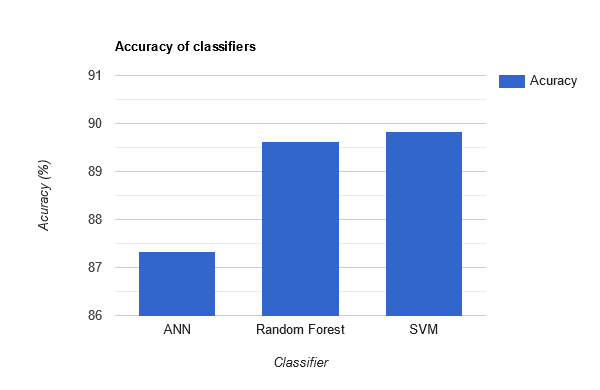 Accuracy of classifiers
91
90
89
88
87
86
Acuracy (%)
ANN Random Forest SVM
Classifier
Acuracy